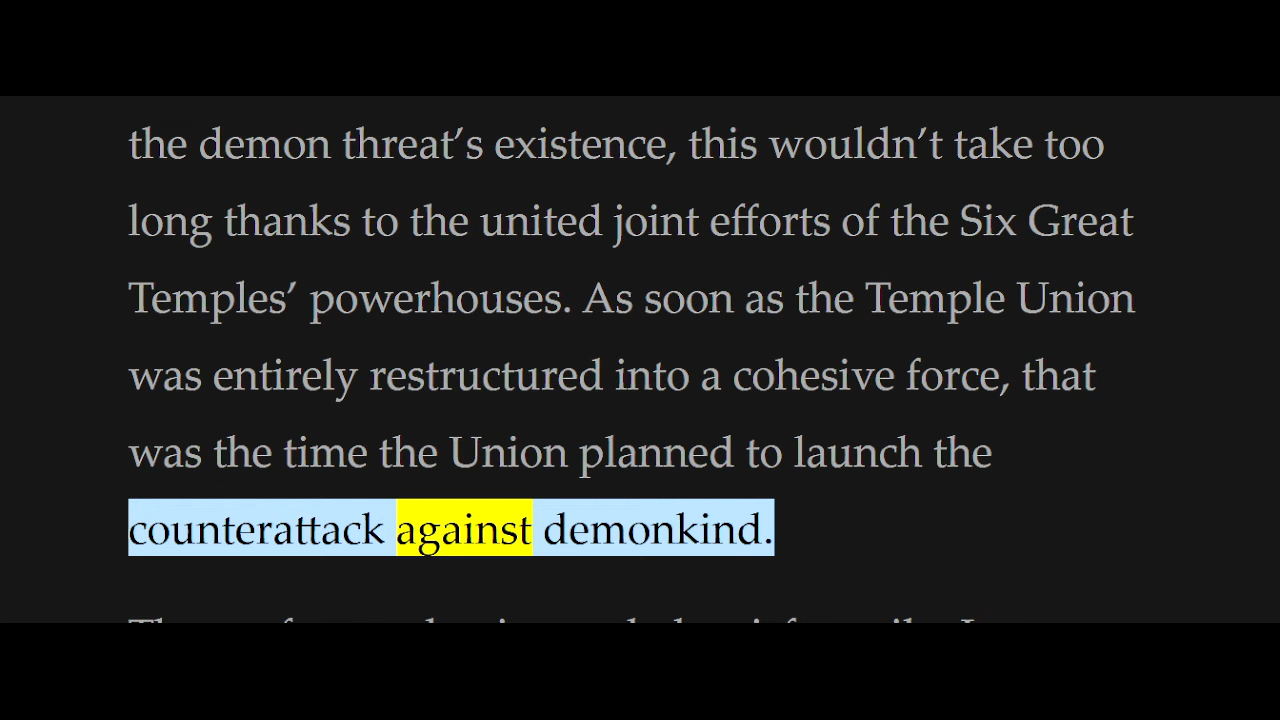 the demon threat’s existence, this wouldn’t take too
long thanks to the united joint efforts of the Six Great
Temples’ powerhouses. As soon as the Temple Union
was entirely restructured into a cohesive force, that
was the time the Union planned to launch the
counterattack against demonkind.